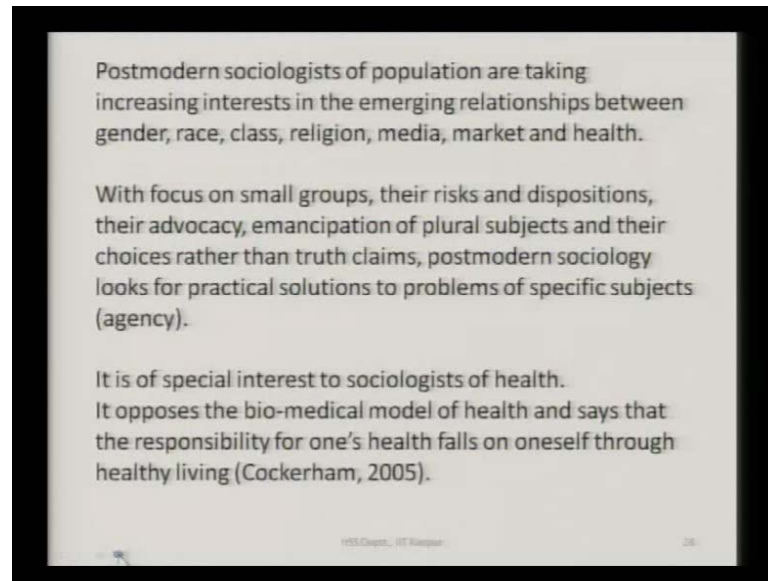 Postmodern sociologists of population are taking
increasing interests in the emerging relationships between
gender, race, class, religion, media, market and health.
With focus on small groups, their risks and dispositions,
their advocacy, emancipation of plural subjects and their
choices rather than truth claims, postmodern sociology
looks for practical solutions to problems of specific subjects
(agency).
It is of special interest to sociologists of health.
It opposes the bio-medical model of health and says that
the responsibility for one's health falls on oneself through
healthy living (Cockerham, 2005).
HSS Deptt., IIT Kanpur